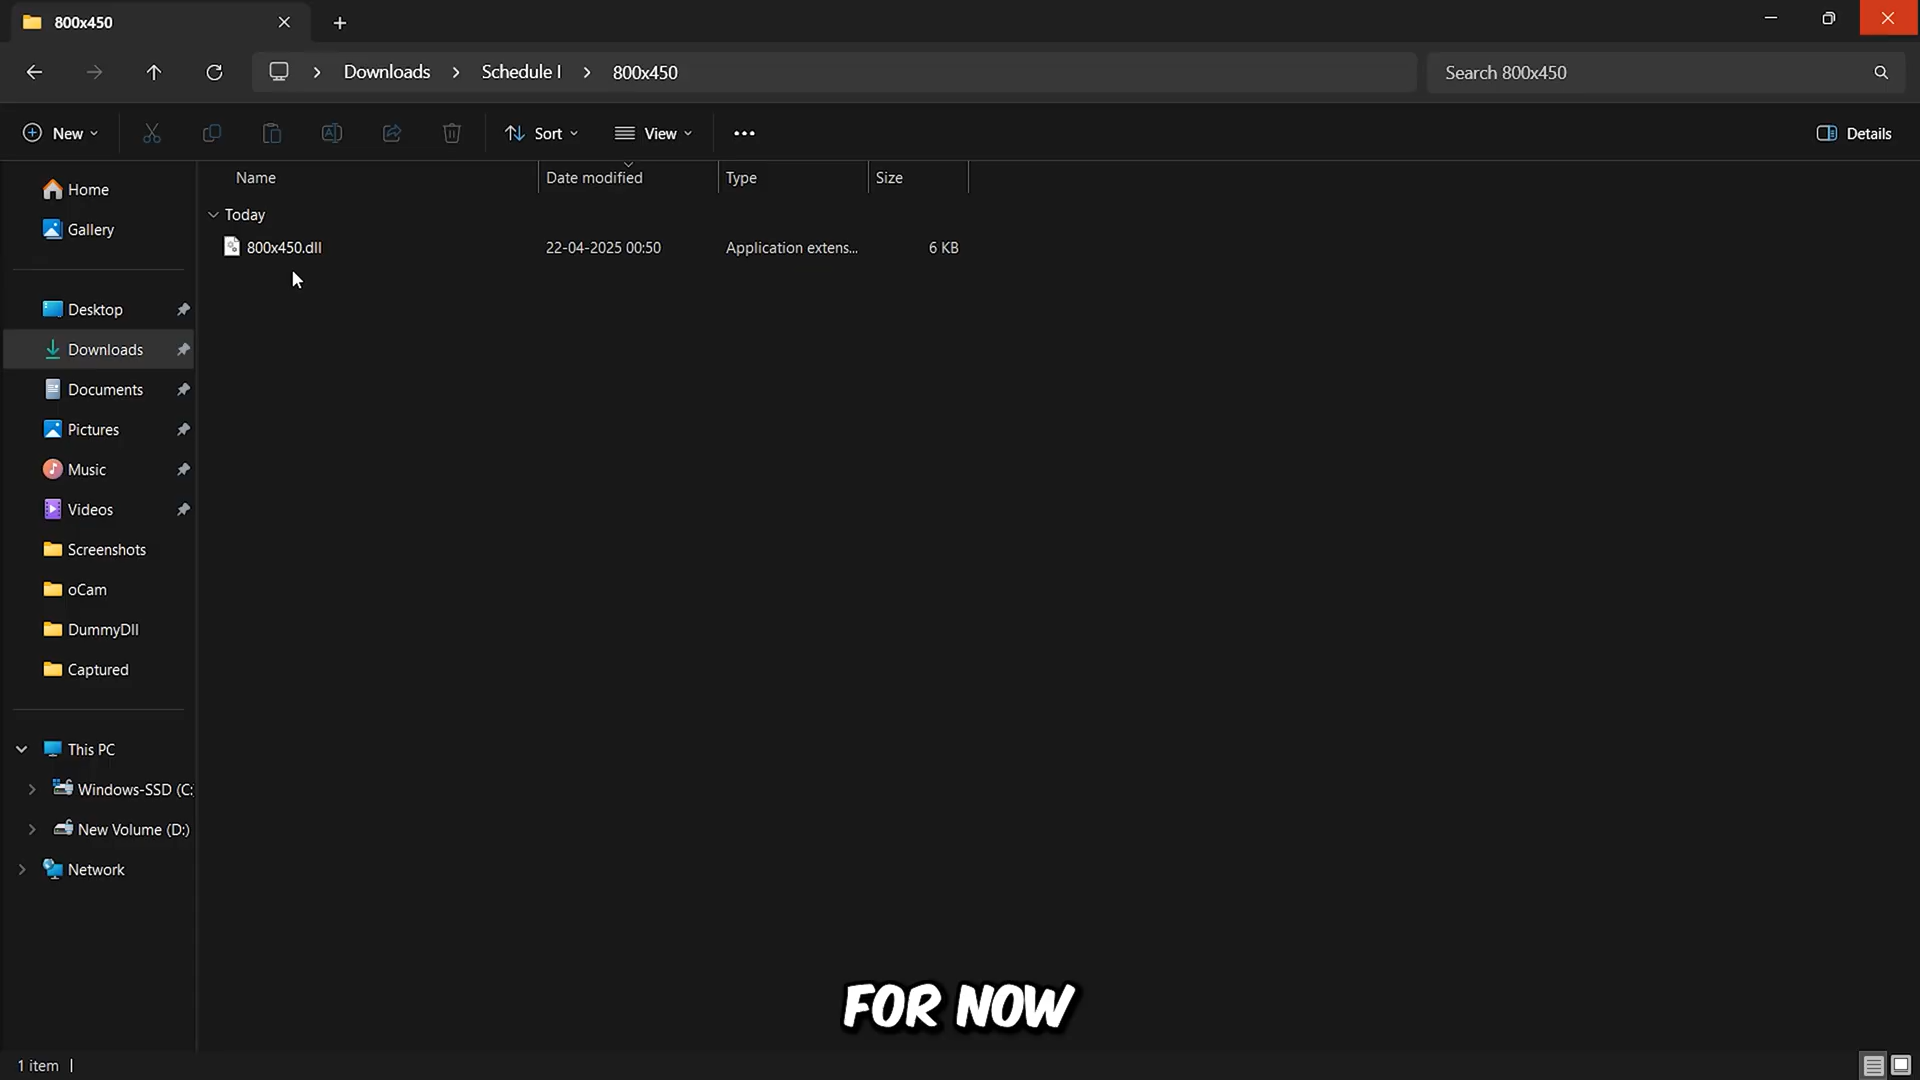 800x450
Downloads > Schedule I > 800x450
Search 800x450
New
Sort
View
Details
Name
Date modified
Type
Size
Today
800x450.dll
22-04-2025 00:50
Application extens...
6 KB
Home
Gallery
Desktop
Downloads
Documents
Pictures
Music
Videos
Screenshots
oCam
DummyDll
Captured
This PC
Windows-SSD (C:
New Volume (D:)
Network
FOR NOW
1 item